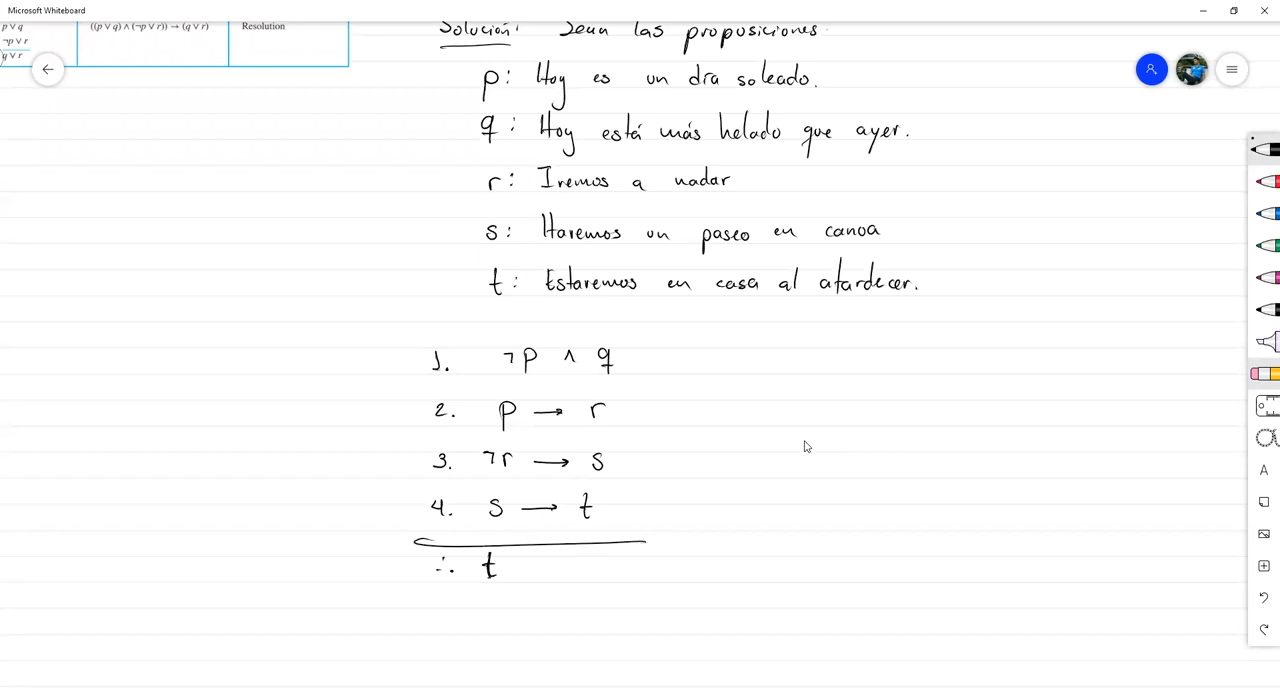 Microsoft Whiteboard
p ∨ q
¬p ∨ r
q ∨ r
((p ∨ q) ∧ (¬p ∨ r)) → (q ∨ r)
Resolution
Solución: Sean las proposiciones
p: Hoy es un día soleado.
q: Hoy está más helado que ayer.
r: Iremos a nadar
s: Haremos un paseo en canoa
t: Estaremos en casa al atardecer.
1. ¬p ∧ q
2. p → r
3. ¬r → s
4. s → t
∴ t